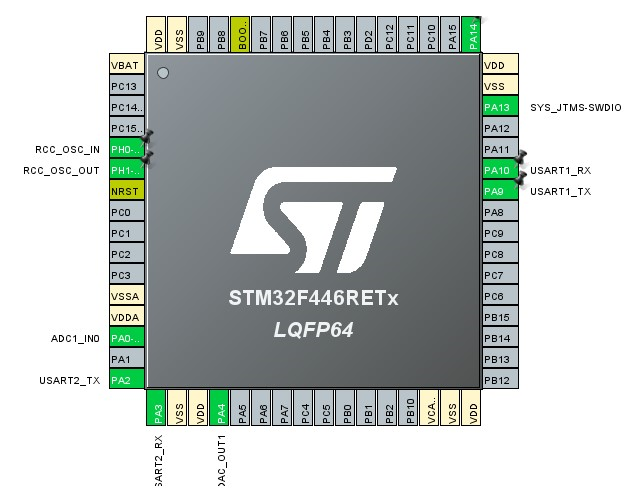 VDD
VSS
PB9
PB8
BOO..
PB7
PB6
PB5
PB4
PB3
PD2
PC12
PC11
PC10
PA15
PA14
VBAT
PC13
PC14..
PC15..
RCC_OSC_IN PH0-..
RCC_OSC_OUT PH1-..
NRST
PC0
PC1
PC2
PC3
VSSA
VDDA
ADC1_IN0 PA0-..
PA1
USART2_TX PA2
VDD
VSS
PA13 SYS_JTMS-SWDIO
PA12
PA11
PA10 USART1_RX
PA9 USART1_TX
PA8
PC9
PC8
PC7
PC6
PB15
PB14
PB13
PB12
ST
STM32F446RETx
LQFP64
PA3
VSS
VDD
PA4
PA5
PA6
PA7
PC4
PC5
PB0
PB1
PB2
PB10
VCA..
VSS
VDD
SART2_RX
DAC_OUT1